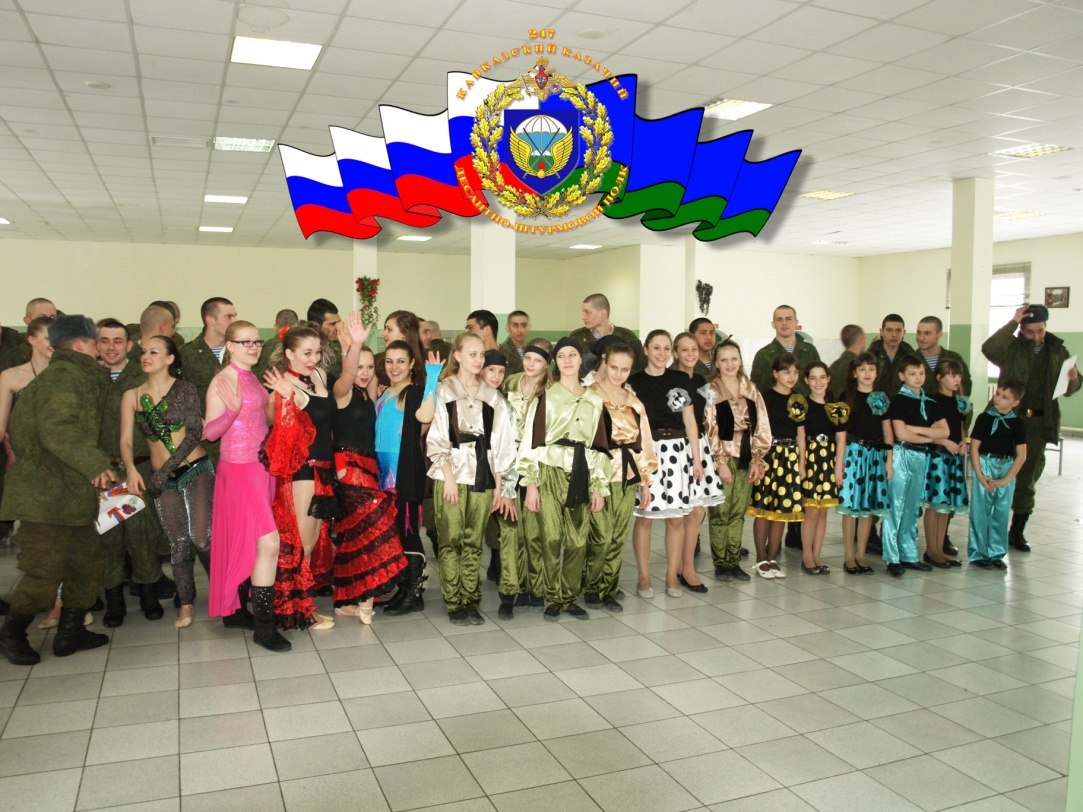 247
КАВКАЗСКИЙ КАЗАЧИЙ
ДЕСАНТНО-ШТУРМОВОЙ ПОЛК